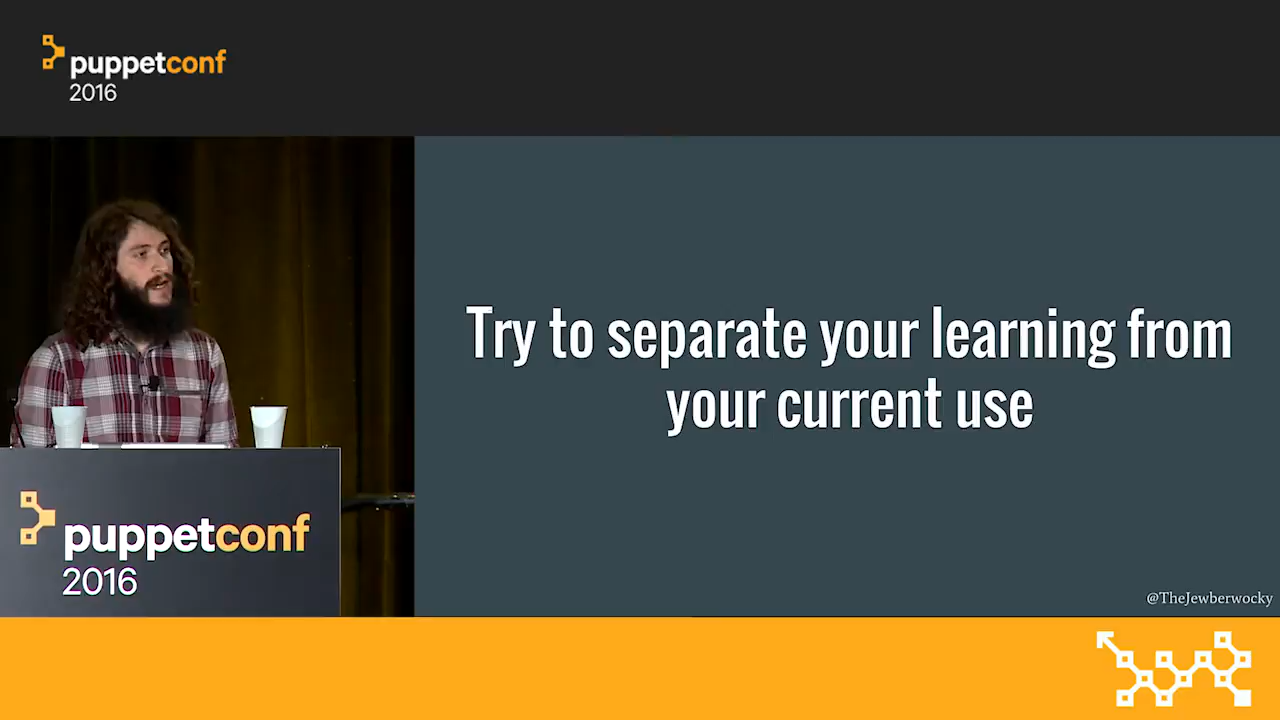 puppetconf
2016
Try to separate your learning from
your current use
puppetconf
2016
@TheJewberwocky